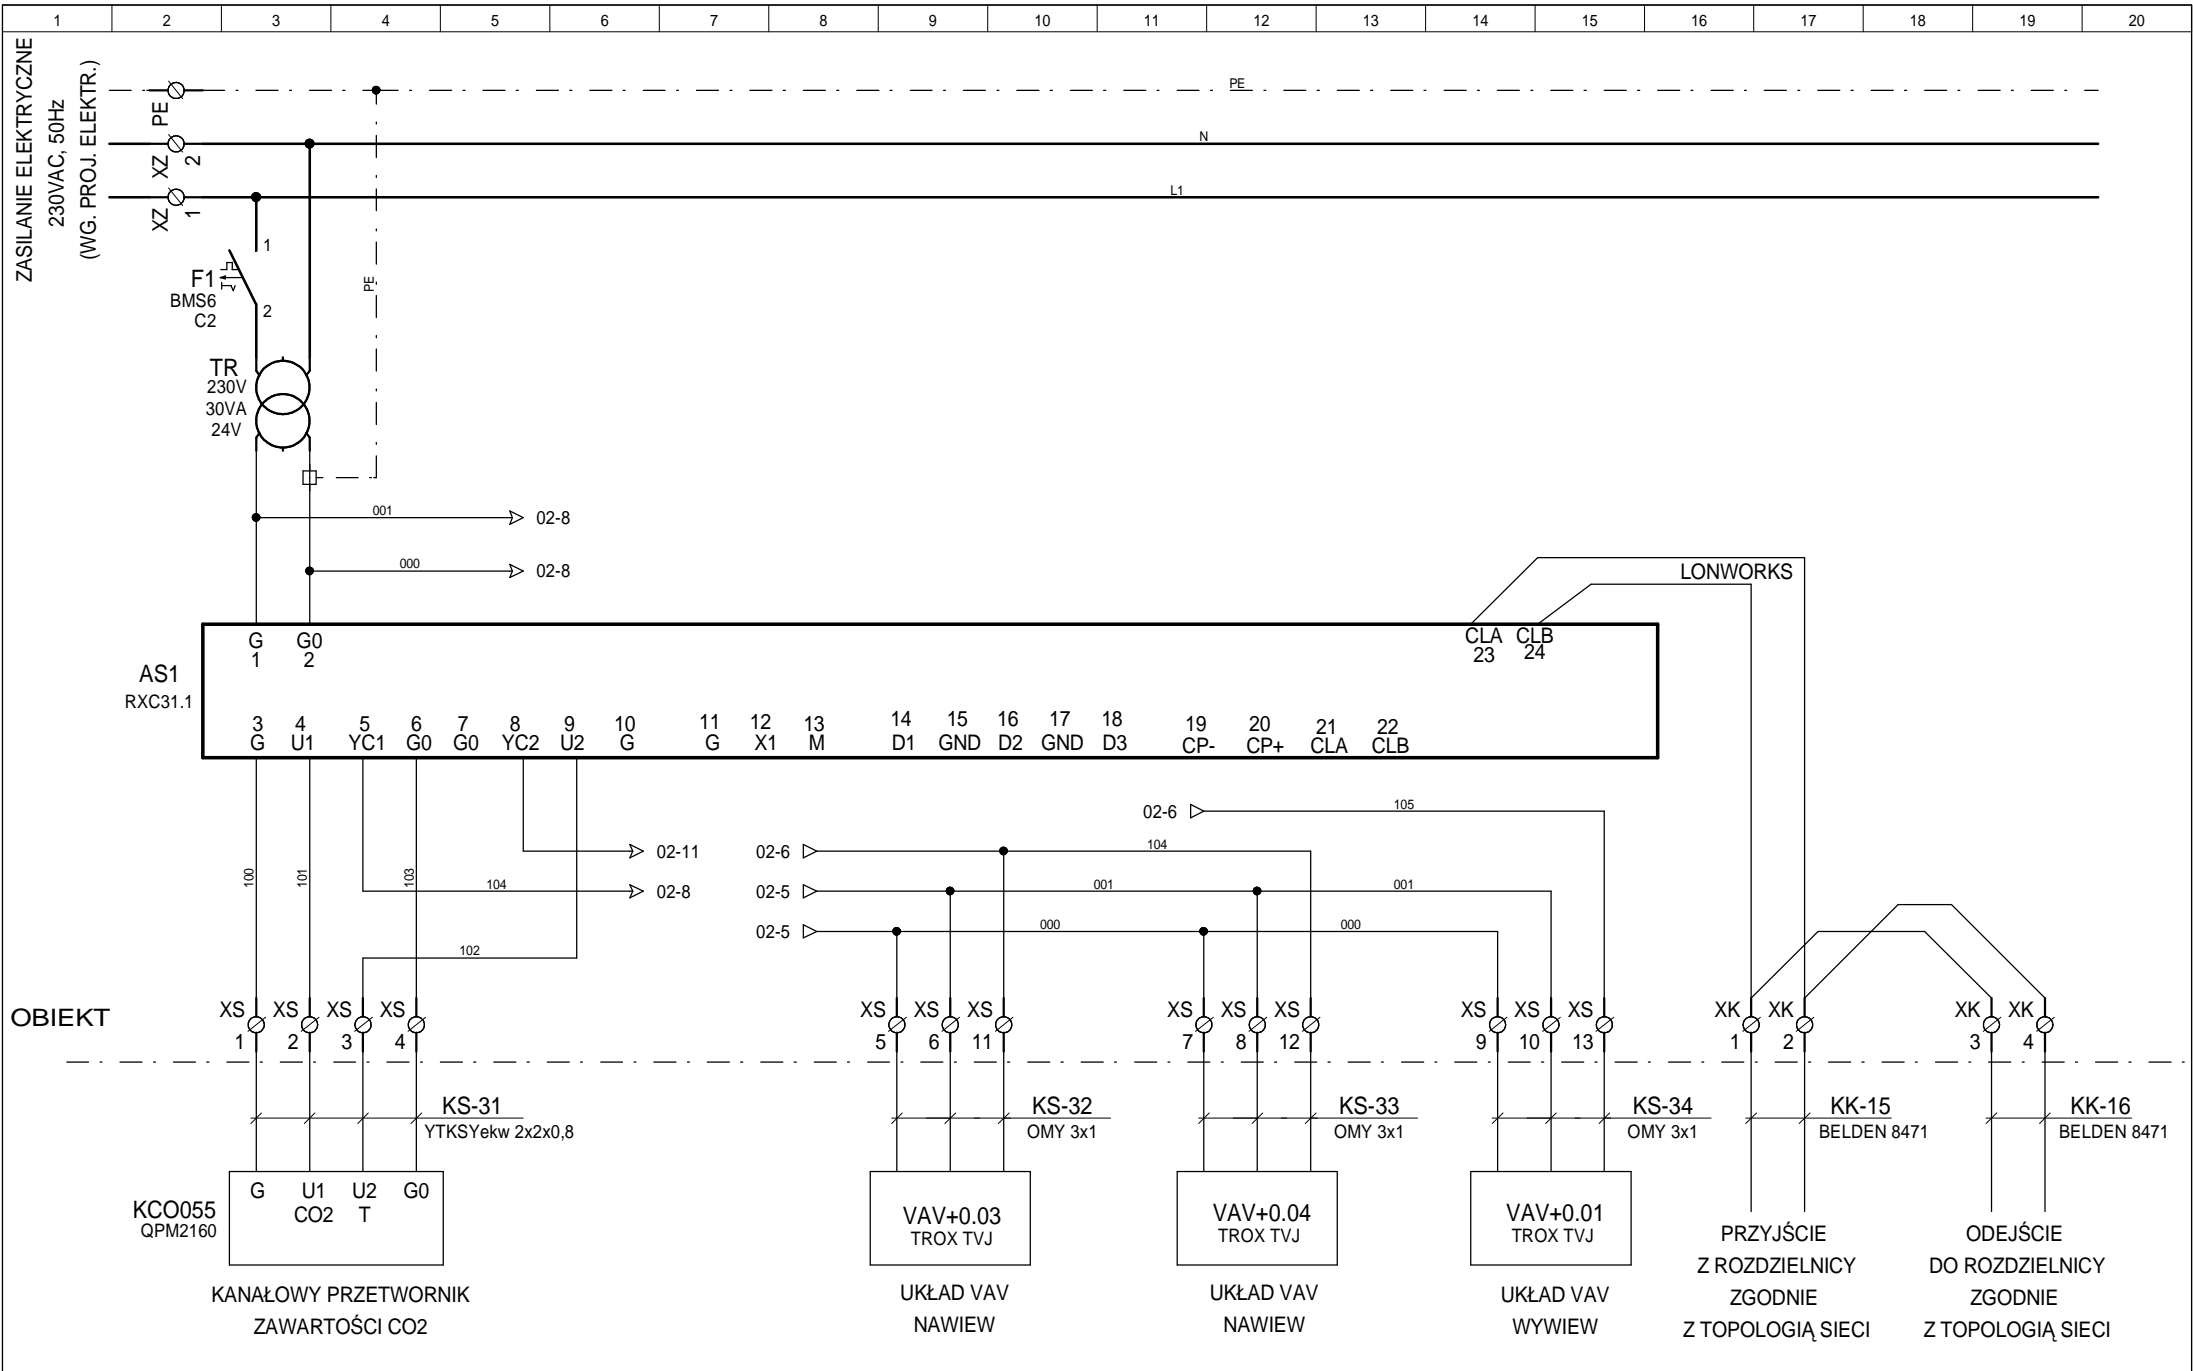 1 2 3 4 5 6 7 8 9 10 11 12 13 14 15 16 17 18 19 20
ZASILANIE ELEKTRYCZNE
230VAC, 50Hz
(WG. PROJ. ELEKTR.)
PE
XZ 2
XZ 1
PE
N
L1
PE
1
F1
BMS6
C2
2
TR
230V
30VA
24V
001 02-8
000 02-8
LONWORKS
AS1
RXC31.1
G G0 CLA CLB
1 2 23 24
3 4 5 6 7 8 9 10 11 12 13 14 15 16 17 18 19 20 21 22
G U1 YC1 G0 G0 YC2 U2 G G X1 M D1 GND D2 GND D3 CP- CP+ CLA CLB
02-6 105
02-11 02-6 104
100 101 103
104 02-8 02-5 001 001
02-5 000 000
102
OBIEKT
XS XS XS XS XS XS XS XS XS XS XS XS XS XK XK XK XK
1 2 3 4 5 6 11 7 8 12 9 10 13 1 2 3 4
KS-31 KS-32 KS-33 KS-34 KK-15 KK-16
YTKSYekw 2x2x0,8 OMY 3x1 OMY 3x1 OMY 3x1 BELDEN 8471 BELDEN 8471
KCO055
QPM2160
G U1 U2 G0
CO2 T
VAV+0.03
TROX TVJ
VAV+0.04
TROX TVJ
VAV+0.01
TROX TVJ
KANAŁOWY PRZETWORNIK
ZAWARTOŚCI CO2
UKŁAD VAV
NAWIEW
UKŁAD VAV
NAWIEW
UKŁAD VAV
WYWIEW
PRZYJŚCIE
Z ROZDZIELNICY
ZGODNIE
Z TOPOLOGIĄ SIECI
ODEJŚCIE
DO ROZDZIELNICY
ZGODNIE
Z TOPOLOGIĄ SIECI